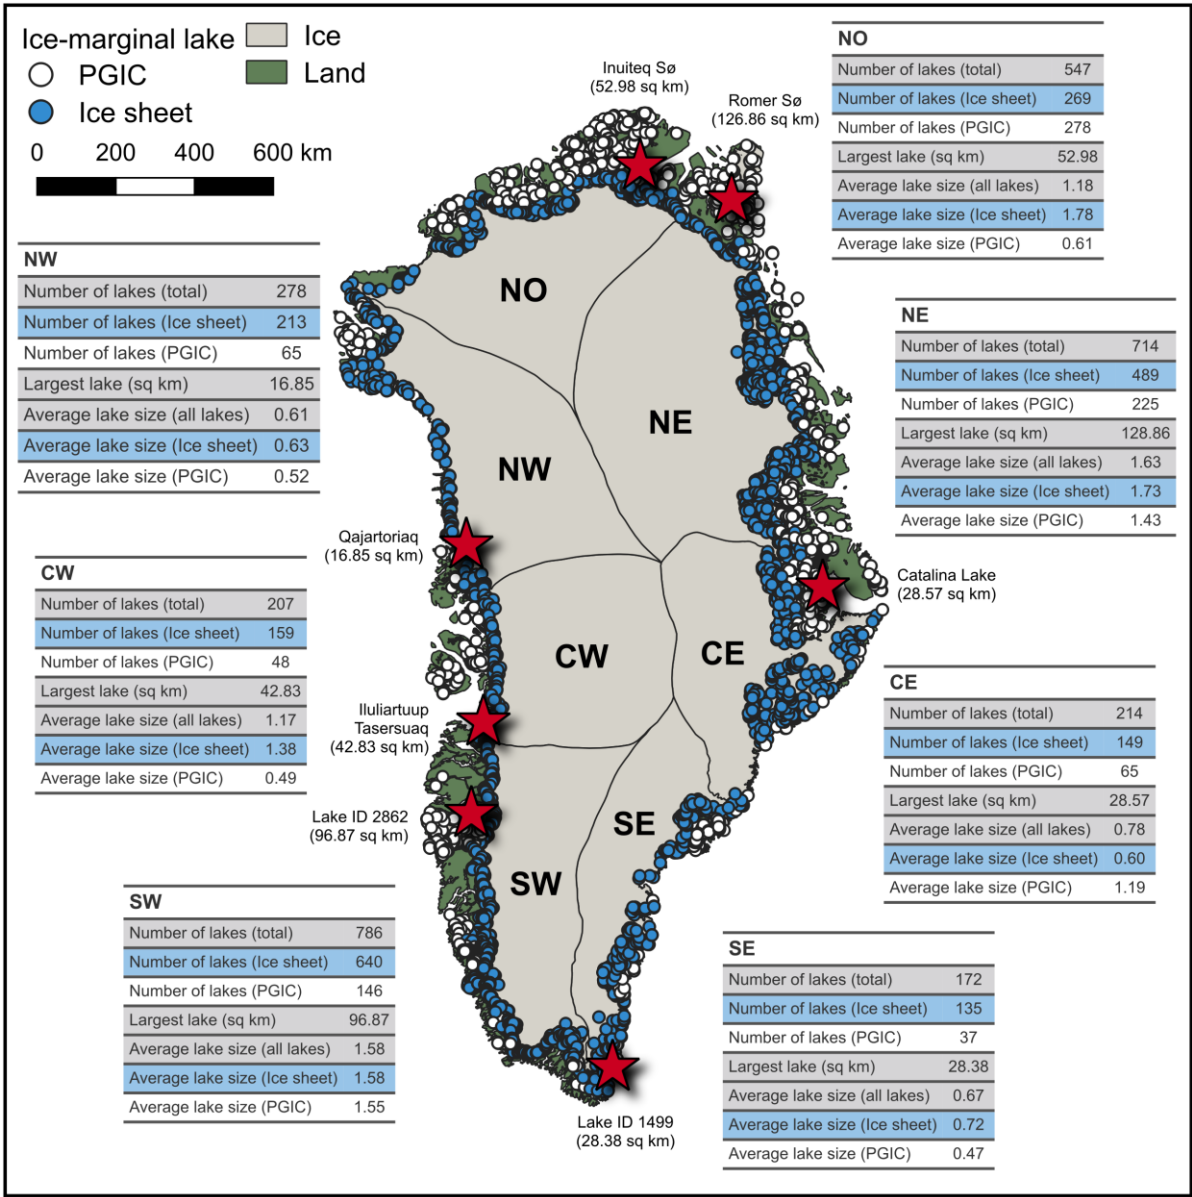 Ice-marginal lake
PGIC
Ice sheet
Ice
Land
0 200 400 600 km
Inuiteq Sø
(52.98 sq km)
Romer Sø
(126.86 sq km)
NO
Number of lakes (total) 547
Number of lakes (Ice sheet) 269
Number of lakes (PGIC) 278
Largest lake (sq km) 52.98
Average lake size (all lakes) 1.18
Average lake size (Ice sheet) 1.78
Average lake size (PGIC) 0.61
NW
Number of lakes (total) 278
Number of lakes (Ice sheet) 213
Number of lakes (PGIC) 65
Largest lake (sq km) 16.85
Average lake size (all lakes) 0.61
Average lake size (Ice sheet) 0.63
Average lake size (PGIC) 0.52
NE
Number of lakes (total) 714
Number of lakes (Ice sheet) 489
Number of lakes (PGIC) 225
Largest lake (sq km) 128.86
Average lake size (all lakes) 1.63
Average lake size (Ice sheet) 1.73
Average lake size (PGIC) 1.43
NO
NE
NW
CW
CE
SE
SW
Qajartoriaq
(16.85 sq km)
Catalina Lake
(28.57 sq km)
CW
Number of lakes (total) 207
Number of lakes (Ice sheet) 159
Number of lakes (PGIC) 48
Largest lake (sq km) 42.83
Average lake size (all lakes) 1.17
Average lake size (Ice sheet) 1.38
Average lake size (PGIC) 0.49
Iluliartuup
Tasersuaq
(42.83 sq km)
CE
Number of lakes (total) 214
Number of lakes (Ice sheet) 149
Number of lakes (PGIC) 65
Largest lake (sq km) 28.57
Average lake size (all lakes) 0.78
Average lake size (Ice sheet) 0.60
Average lake size (PGIC) 1.19
Lake ID 2862
(96.87 sq km)
SW
Number of lakes (total) 786
Number of lakes (Ice sheet) 640
Number of lakes (PGIC) 146
Largest lake (sq km) 96.87
Average lake size (all lakes) 1.58
Average lake size (Ice sheet) 1.58
Average lake size (PGIC) 1.55
SE
Number of lakes (total) 172
Number of lakes (Ice sheet) 135
Number of lakes (PGIC) 37
Largest lake (sq km) 28.38
Average lake size (all lakes) 0.67
Average lake size (Ice sheet) 0.72
Average lake size (PGIC) 0.47
Lake ID 1499
(28.38 sq km)